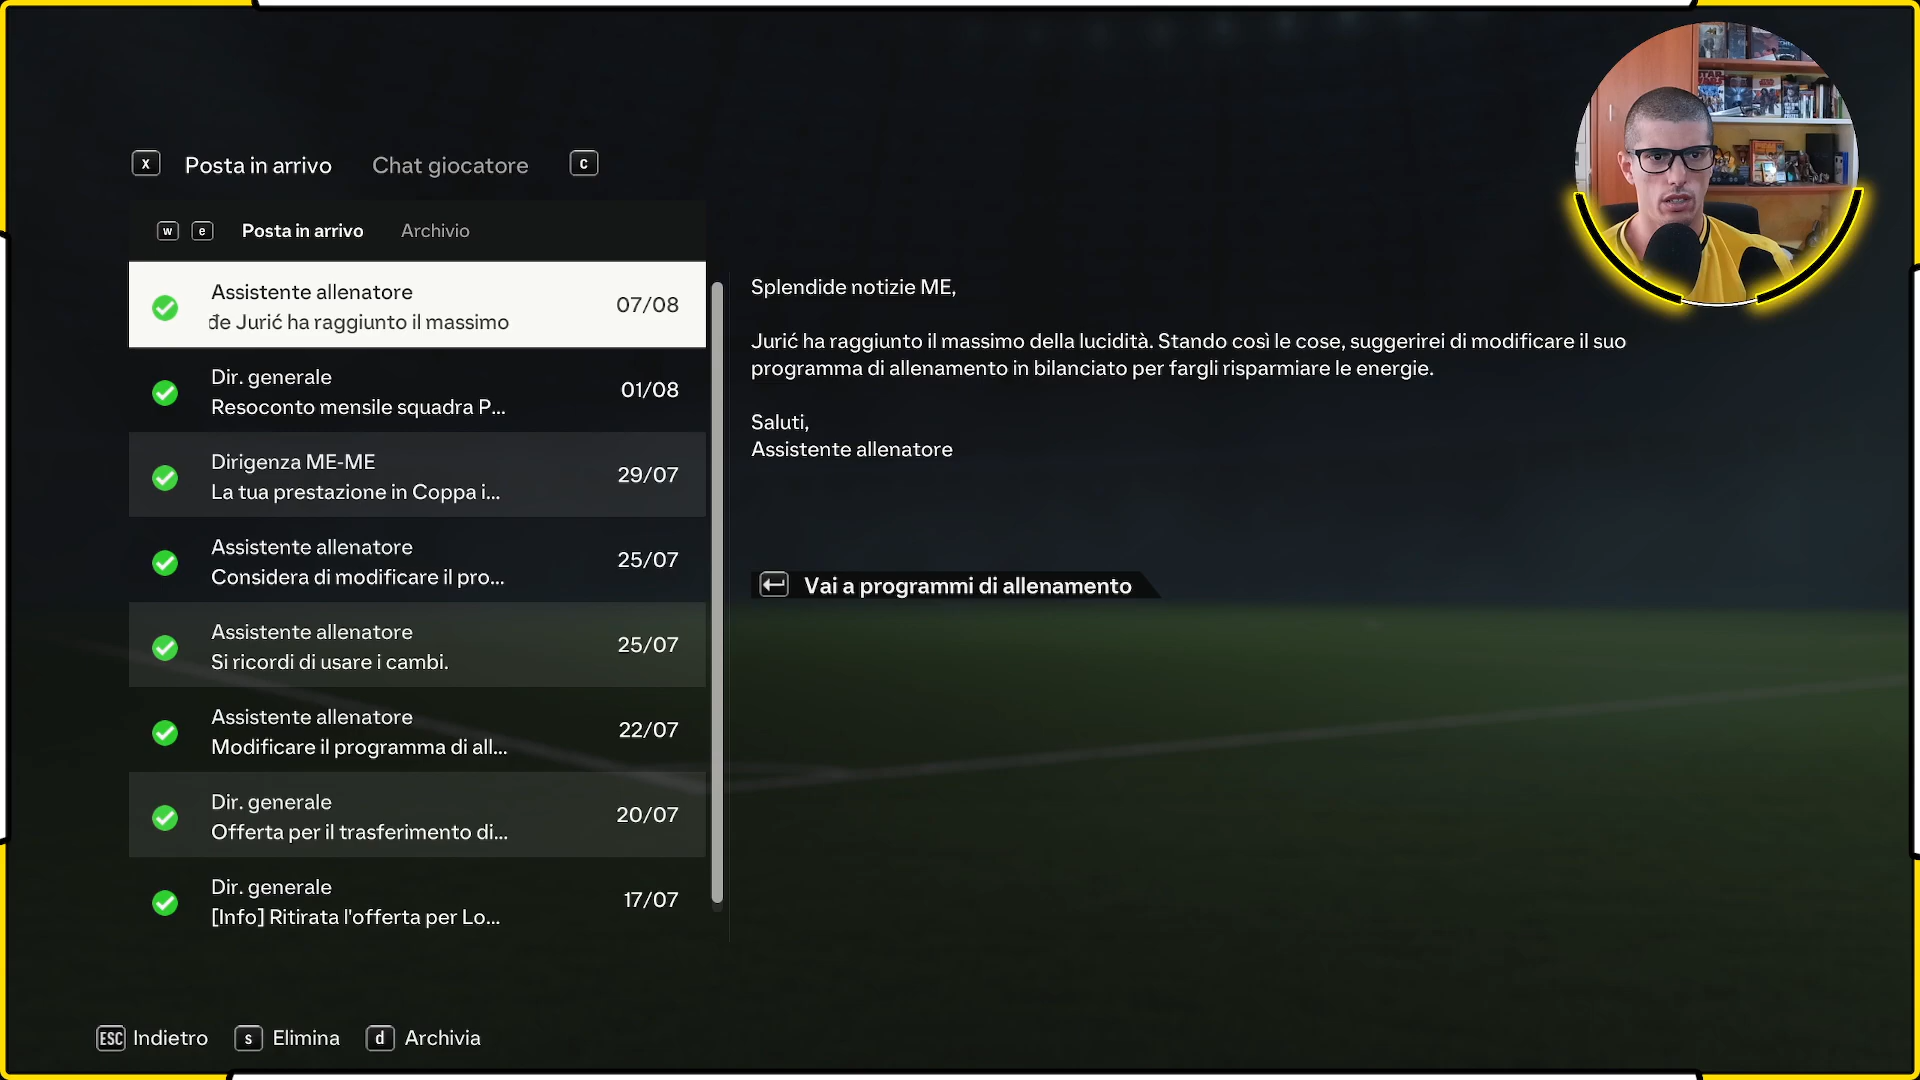 x Posta in arrivo Chat giocatore c
w e Posta in arrivo Archivio
Assistente allenatore
de Jurić ha raggiunto il massimo
07/08
Dir. generale
Resoconto mensile squadra P...
01/08
Dirigenza ME-ME
La tua prestazione in Coppa i...
29/07
Assistente allenatore
Considera di modificare il pro...
25/07
Assistente allenatore
Si ricordi di usare i cambi.
25/07
Assistente allenatore
Modificare il programma di all...
22/07
Dir. generale
Offerta per il trasferimento di...
20/07
Dir. generale
[Info] Ritirata l'offerta per Lo...
17/07
Splendide notizie ME,
Jurić ha raggiunto il massimo della lucidità. Stando così le cose, suggerirei di modificare il suo
programma di allenamento in bilanciato per fargli risparmiare le energie.
Saluti,
Assistente allenatore
Vai a programmi di allenamento
ESC Indietro s Elimina d Archivia